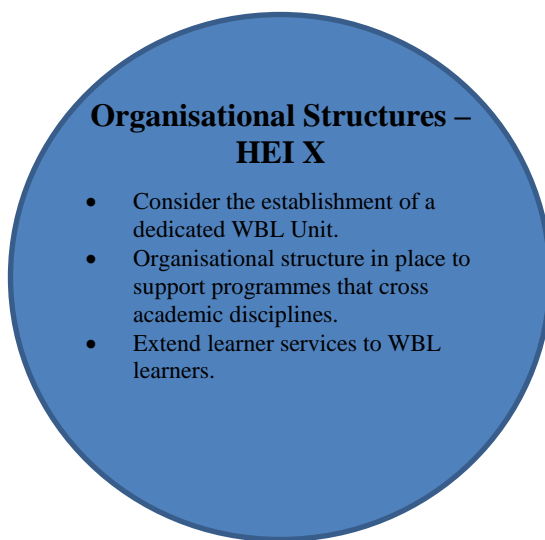 Organisational Structures –
HEI X
• Consider the establishment of a
dedicated WBL Unit.
• Organisational structure in place to
support programmes that cross
academic disciplines.
• Extend learner services to WBL
learners.